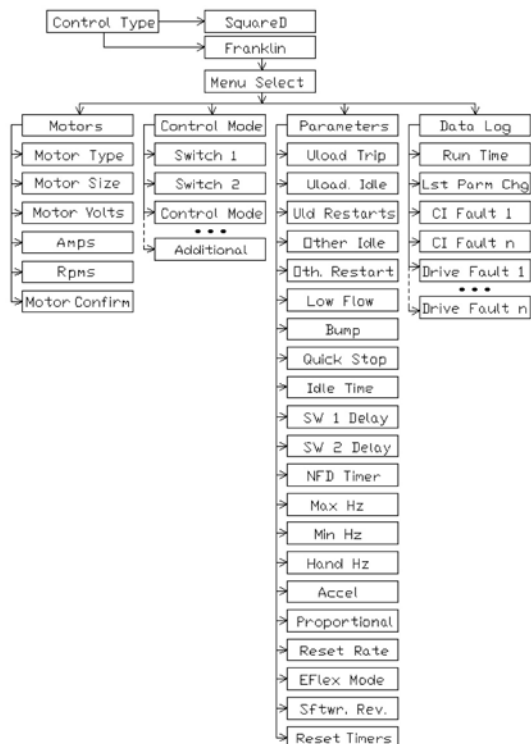 Control Type
SquareD
Franklin
Menu Select
Motors
Motor Type
Motor Size
Motor Volts
Amps
Rpms
Motor Confirm
Control Mode
Switch 1
Switch 2
Control Mode
•••
Additional
Parameters
Uload Trip
Uload. Idle
Uld Restarts
Other Idle
Oth. Restart
Low Flow
Bump
Quick Stop
Idle Time
SW 1 Delay
SW 2 Delay
NFD Timer
Max Hz
Min Hz
Hand Hz
Accel
Proportional
Reset Rate
EFlex Mode
Sftwr. Rev.
Reset Timers
Data Log
Run Time
Lst Parm Chg
CI Fault 1
CI Fault n
Drive Fault 1
•••
Drive Fault n